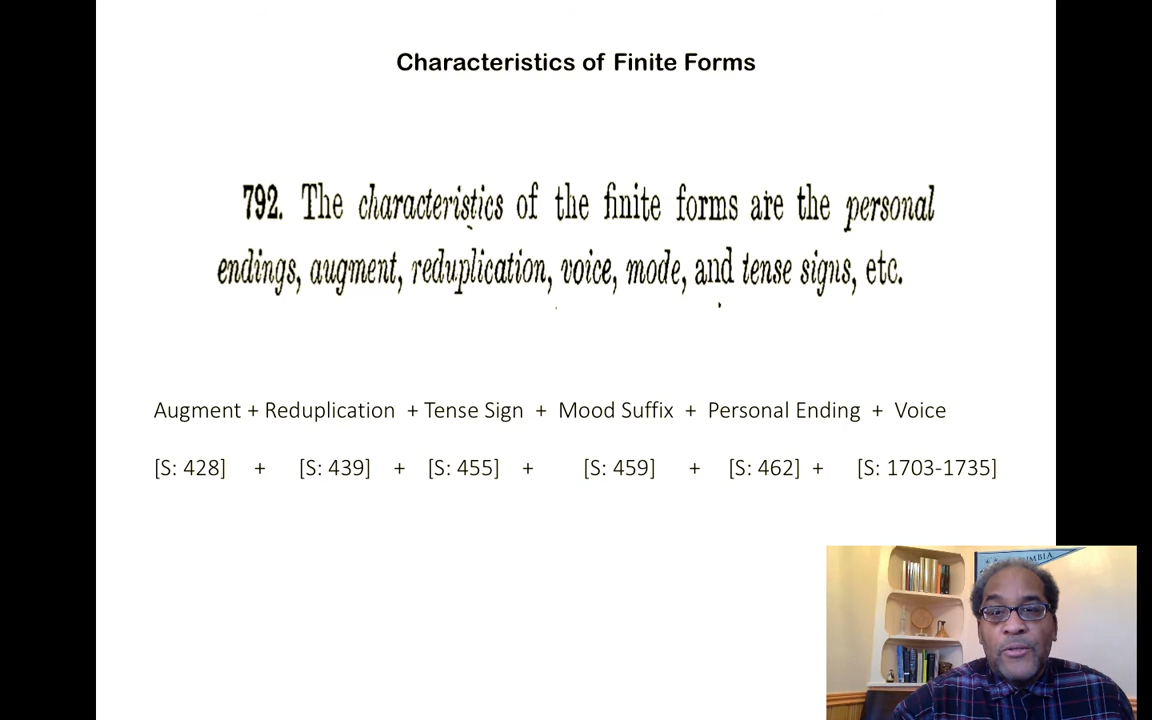 Characteristics of Finite Forms
792. The characteristics of the finite forms are the personal
endings, augment, reduplication, voice, mode, and tense signs, etc.
Augment + Reduplication + Tense Sign + Mood Suffix + Personal Ending + Voice
[S: 428] + [S: 439] + [S: 455] + [S: 459] + [S: 462] + [S: 1703-1735]